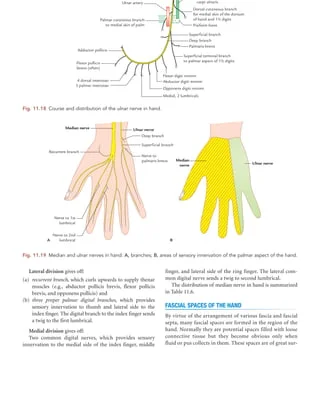 Ulnar artery
carpi ulnaris
Dorsal cutaneous branch
for medial skin of the dorsum
of hand and 1½ digits
Palmar cutaneous branch
to medial skin of palm
Pisiform bone
Superficial branch
Deep branch
Palmaris brevis
Adductor pollicis
Superficial terminal branch
to palmar aspect of 1½ digits
Flexor pollicis
brevis (often)
4 dorsal interossei
3 palmar interossei
Flexor digiti minimi
Abductor digiti minimi
Opponens digiti minimi
Medial, 2 lumbricals
Fig. 11.18 Course and distribution of the ulnar nerve in hand.
Median nerve
Ulnar nerve
Deep branch
Superficial branch
Recurrent branch
Nerve to
palmaris brevis
Median
nerve
Ulnar nerve
Nerve to 1st
lumbrical
Nerve to 2nd
lumbrical
A
B
Fig. 11.19 Median and ulnar nerves in hand: A, branches; B, areas of sensory innervation of the palmar aspect of the hand.
Lateral division gives off:
(a) recurrent branch, which curls upwards to supply thenar
muscles (e.g., abductor pollicis brevis, flexor pollicis
brevis, and opponens pollicis) and
(b) three proper palmar digital branches, which provides
sensory innervation to thumb and lateral side to the
index finger. The digital branch to the index finger sends
a twig to the first lumbrical.
Medial division gives off:
Two common digital nerves, which provides sensory
innervation to the medial side of the index finger, middle
finger, and lateral side of the ring finger. The lateral com-
mon digital nerve sends a twig to second lumbrical.
The distribution of median nerve in hand is summarized
in Table 11.6.
FASCIAL SPACES OF THE HAND
By virtue of the arrangement of various fascia and fascial
septa, many fascial spaces are formed in the region of the
hand. Normally they are potential spaces filled with loose
connective tissue but they become obvious only when
fluid or pus collects in them. These spaces are of great sur-